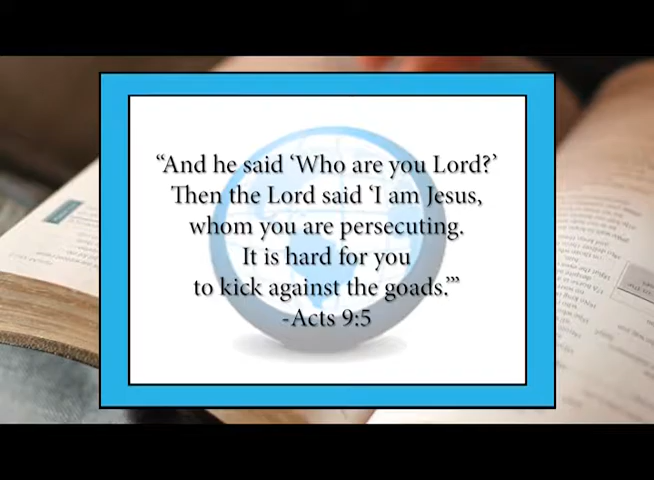 “And he said ‘Who are you Lord?’
Then the Lord said ‘I am Jesus,
whom you are persecuting.
It is hard for you
to kick against the goads.’”
-Acts 9:5